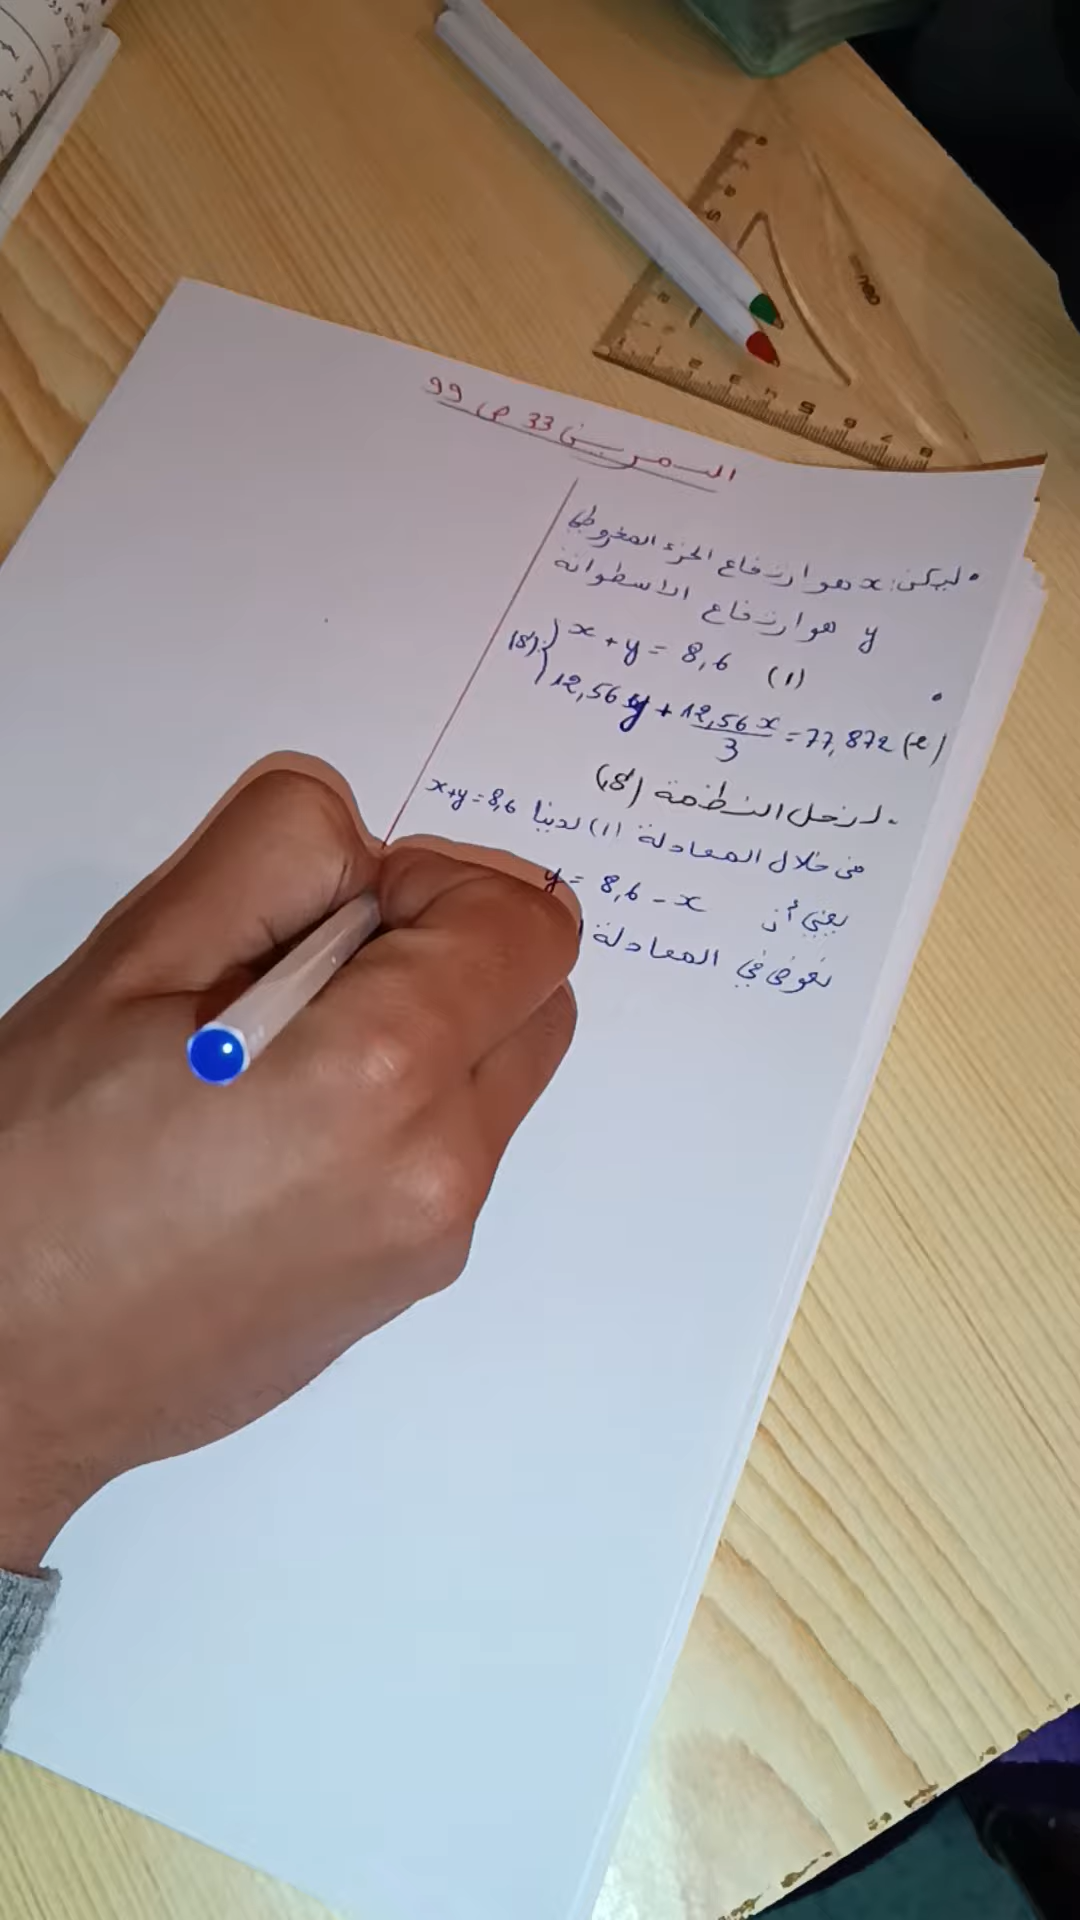 التمرين 33 ص 99
• ليكن: x هو ارتفاع الجزء المخروطي
y هو ارتفاع الاسطوانة
(S): { x + y = 8,6 (1)
12,56 y + 12,56 x / 3 = 77,872 (2)
• لنحل النظمة (S)
من خلال المعادلة (1) لدينا x+y=8,6
يعني أن y = 8,6 - x
نعوض في المعادلة